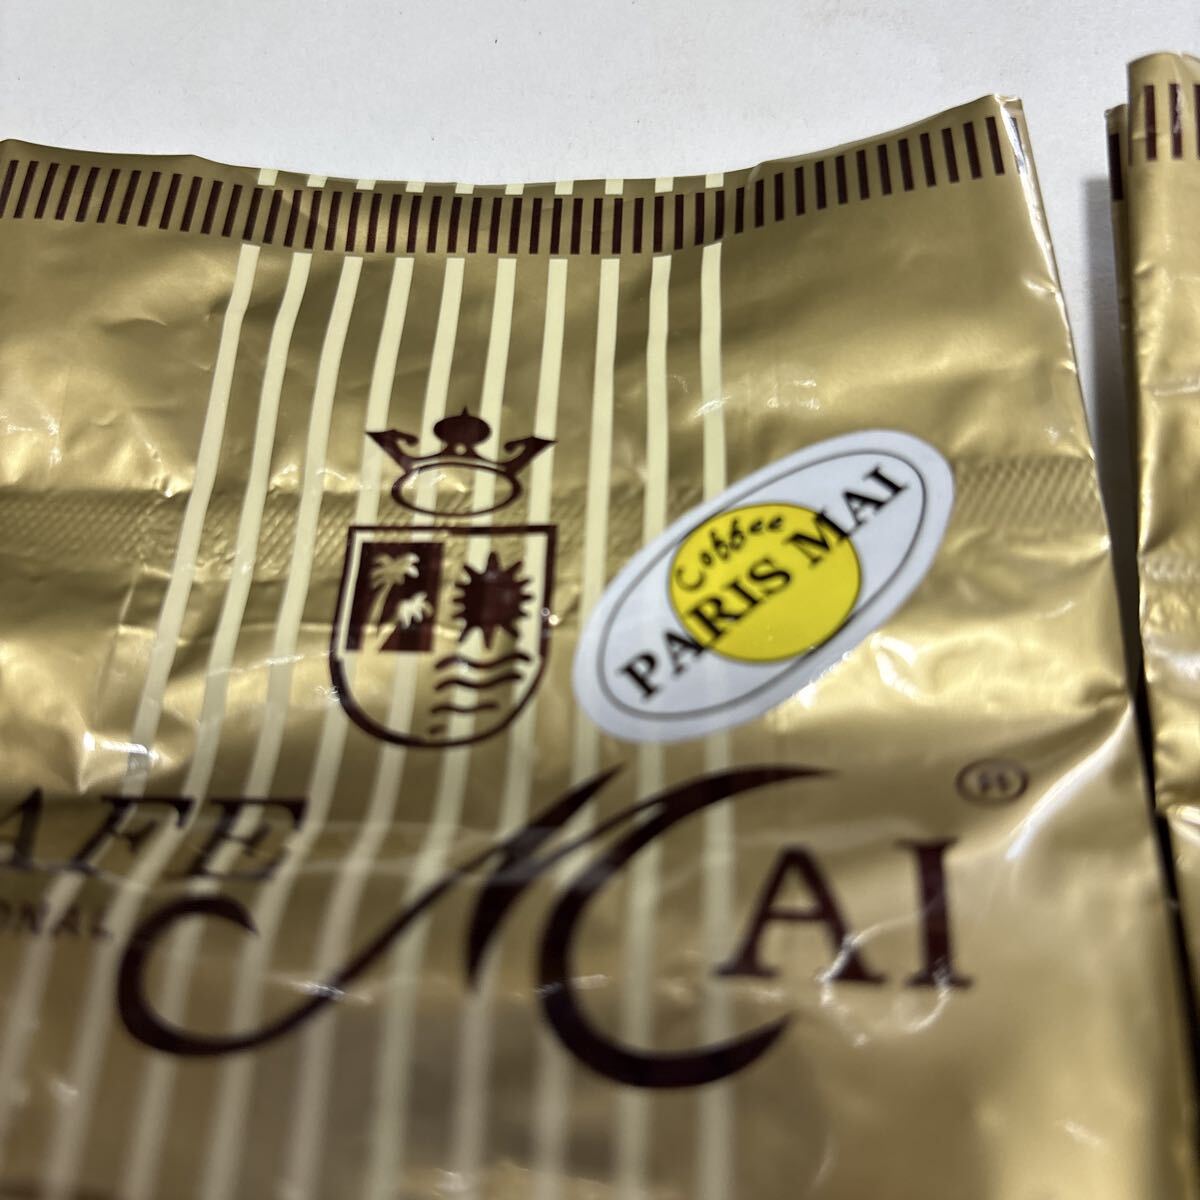 Coffee
PARIS MAI
AFE MAI ®
ONAL